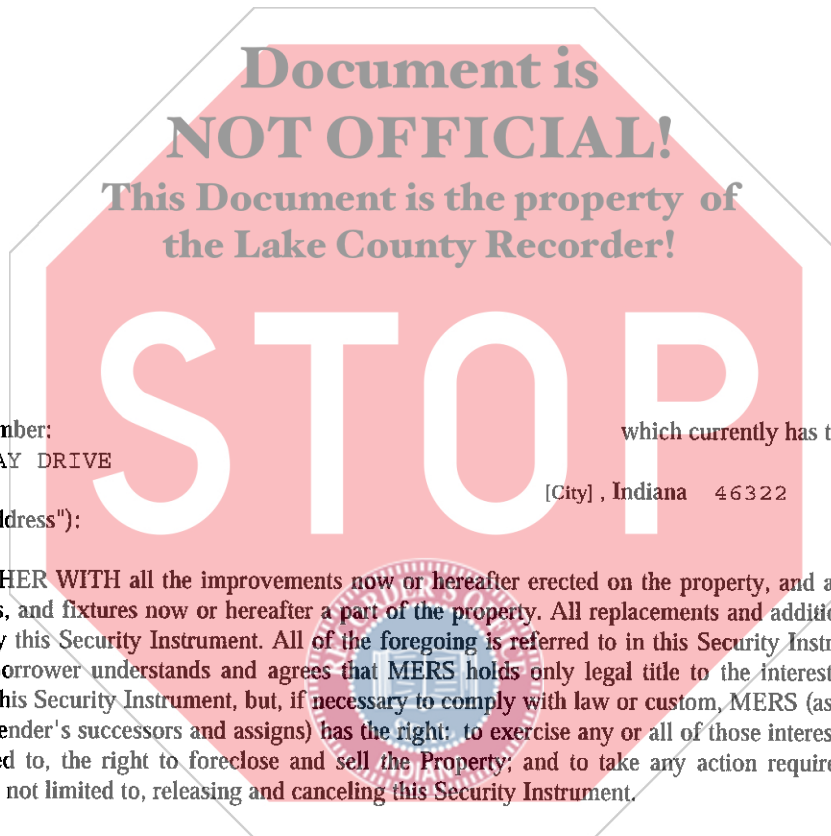 Document is
NOT OFFICIAL!
This Document is the property of
the Lake County Recorder!
STOP
mber: which currently has t
AY DRIVE
[City] , Indiana 46322
ddress"):
HER WITH all the improvements now or hereafter erected on the property, and a
s, and fixtures now or hereafter a part of the property. All replacements and additio
y this Security Instrument. All of the foregoing is referred to in this Security Instr
orrower understands and agrees that MERS holds only legal title to the interest
his Security Instrument, but, if necessary to comply with law or custom, MERS (as
ender's successors and assigns) has the right: to exercise any or all of those interes
ed to, the right to foreclose and sell the Property; and to take any action require
not limited to, releasing and canceling this Security Instrument.
INDIANA